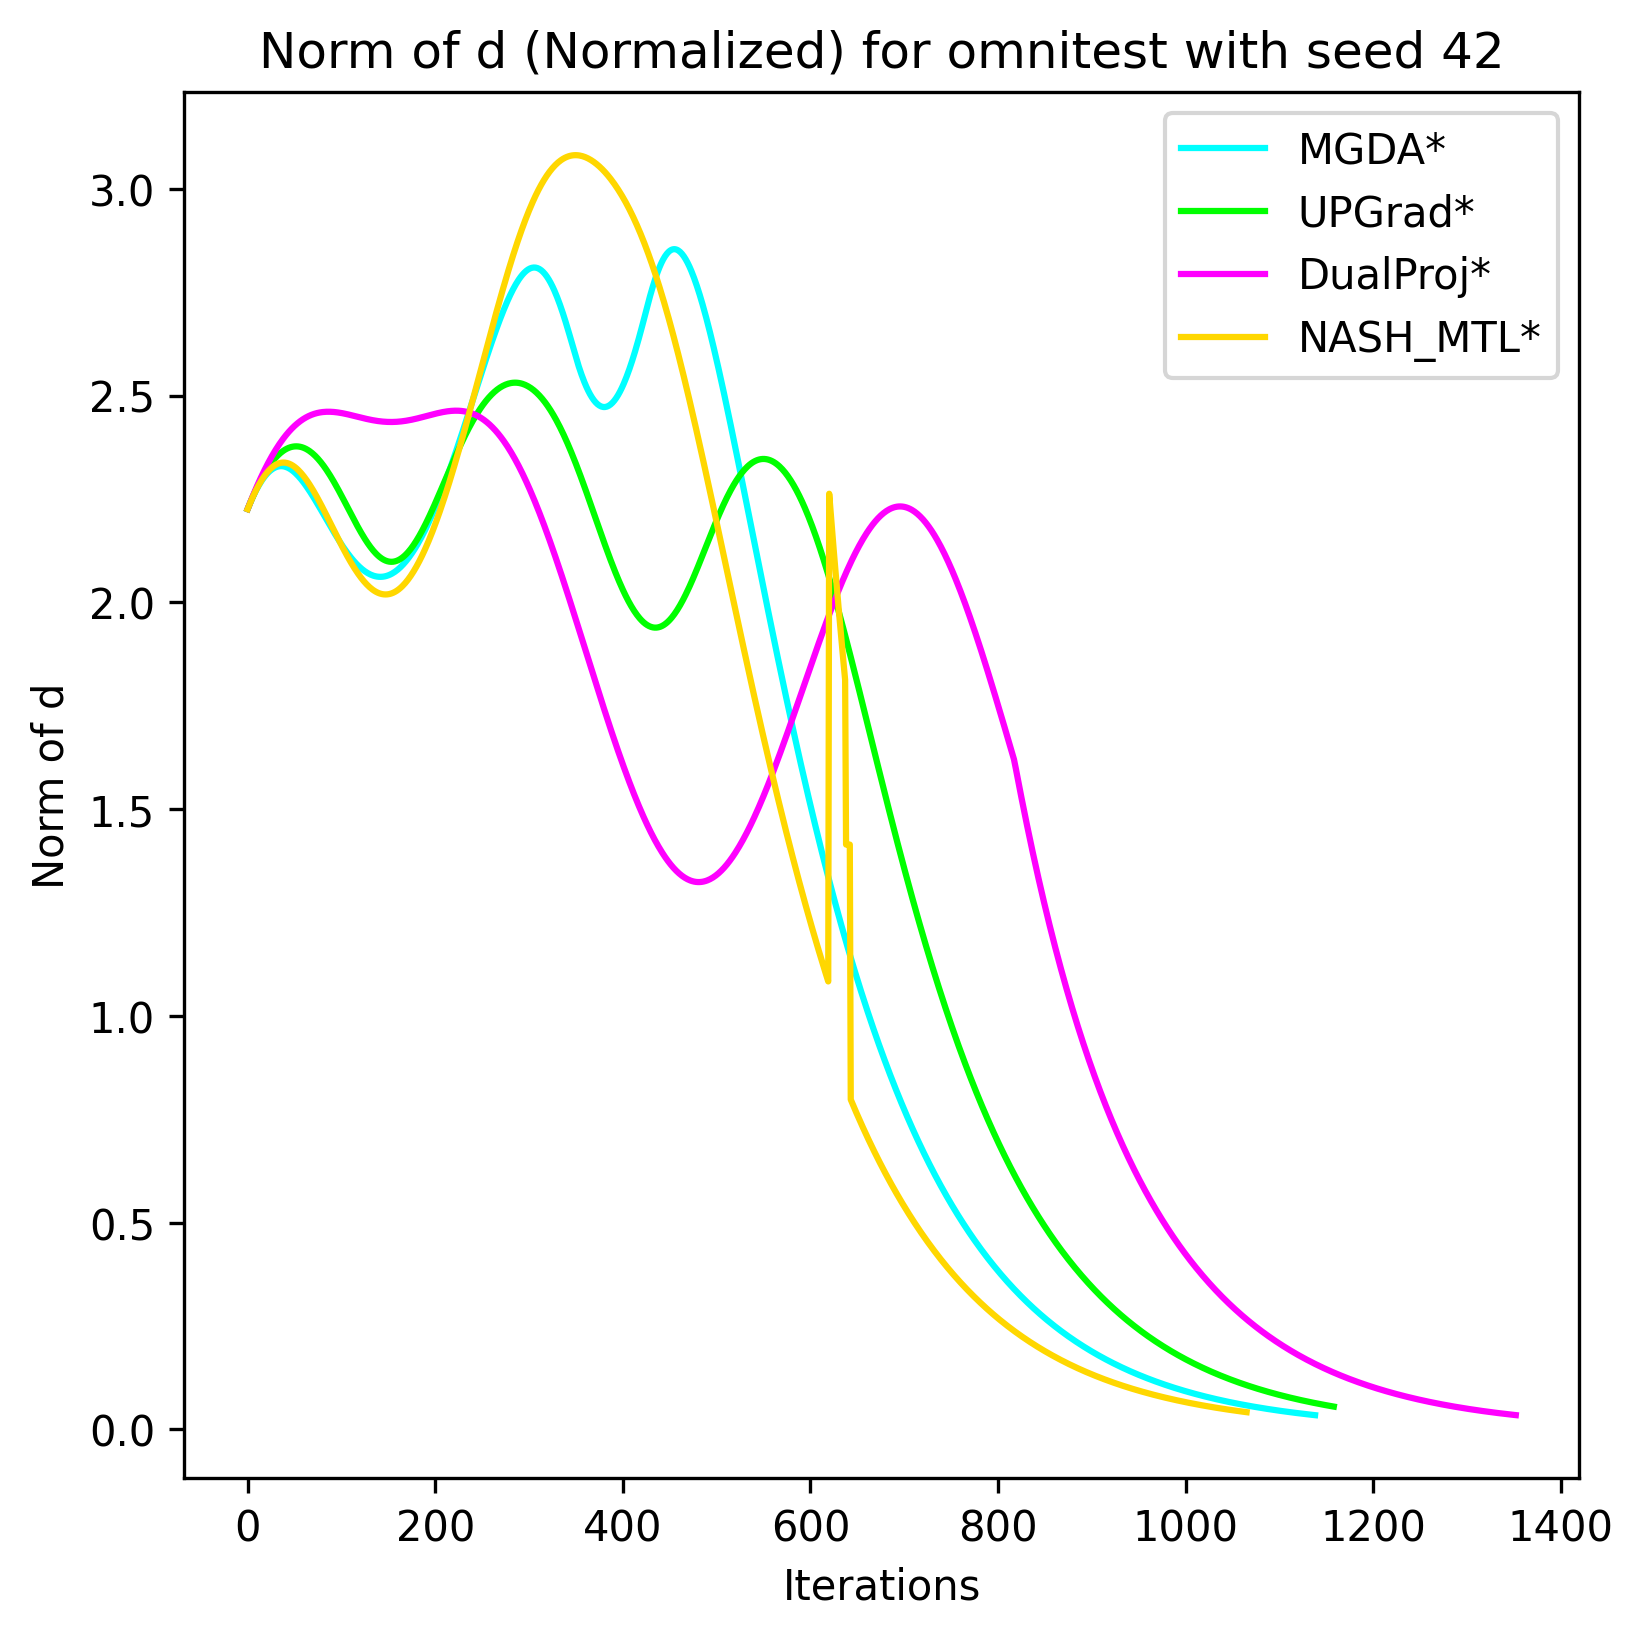 Norm of d (Normalized) for omnitest with seed 42
MGDA*
UPGrad*
DualProj*
NASH_MTL*
Norm of d
3.0
2.5
2.0
1.5
1.0
0.5
0.0
0 200 400 600 800 1000 1200 1400
Iterations